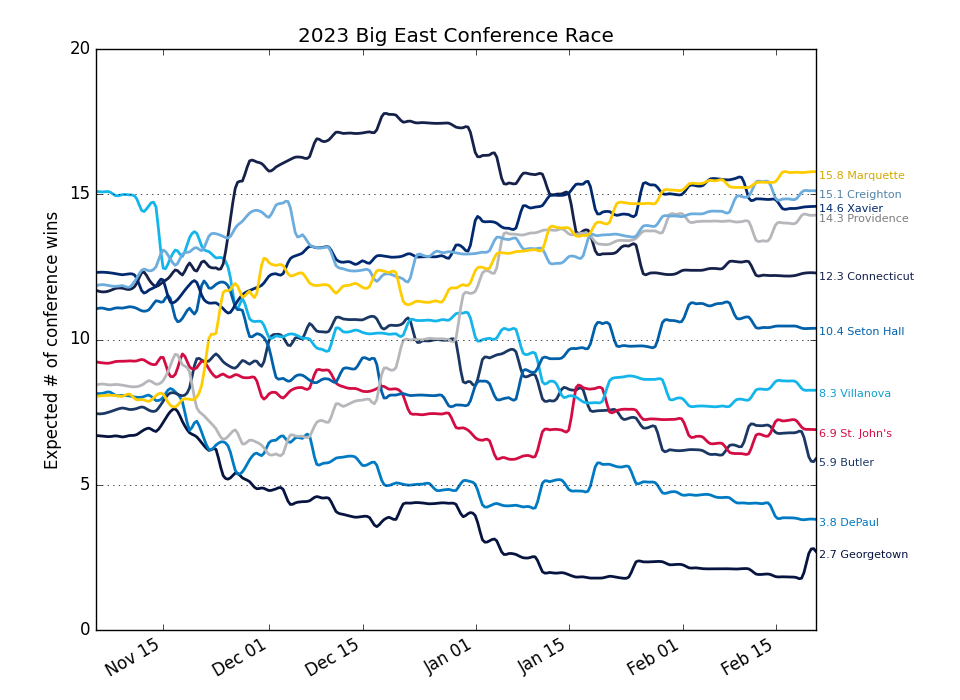 2023 Big East Conference Race
Expected # of conference wins
20
15
10
5
0
15.8 Marquette
15.1 Creighton
14.6 Xavier
14.3 Providence
12.3 Connecticut
10.4 Seton Hall
8.3 Villanova
6.9 St. John's
5.9 Butler
3.8 DePaul
2.7 Georgetown
Nov 15
Dec 01
Dec 15
Jan 01
Jan 15
Feb 01
Feb 15